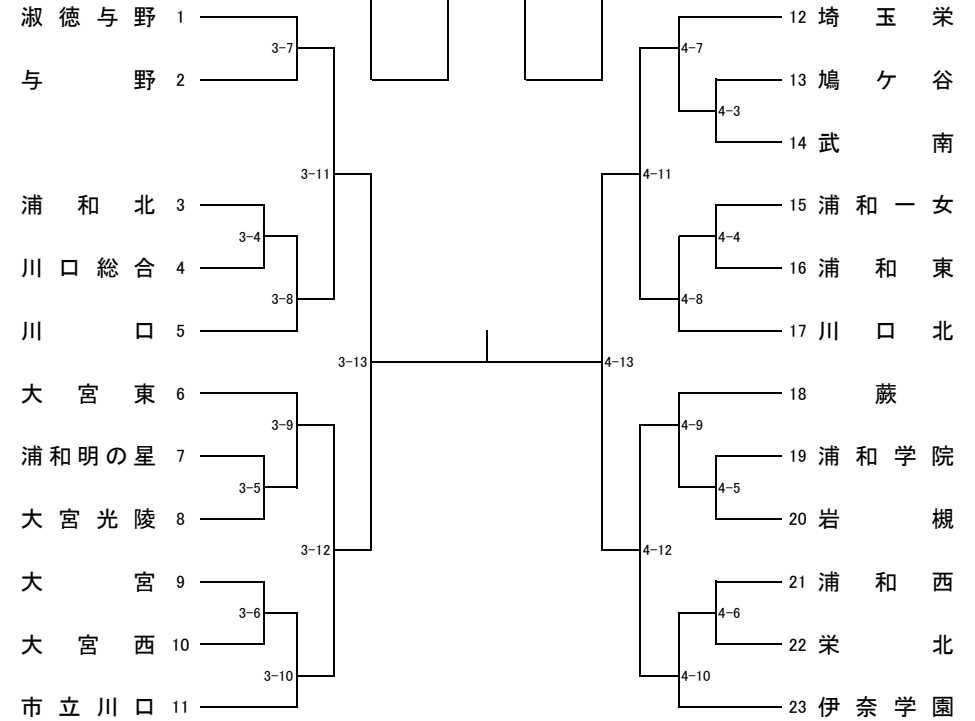 淑徳与野 1
3-7
与野 2
3-11
浦和北 3
3-4
川口総合 4
3-8
川口 5
3-13
大宮東 6
3-9
浦和明の星 7
3-5
大宮光陵 8
3-12
大宮 9
3-6
大宮西 10
3-10
市立川口 11
12 埼玉栄
4-7
13 鳩ケ谷
4-3
14 武南
4-11
15 浦和一女
4-4
16 浦和東
4-8
17 川口北
4-13
18 蕨
4-9
19 浦和学院
4-5
20 岩槻
4-12
21 浦和西
4-6
22 栄北
4-10
23 伊奈学園